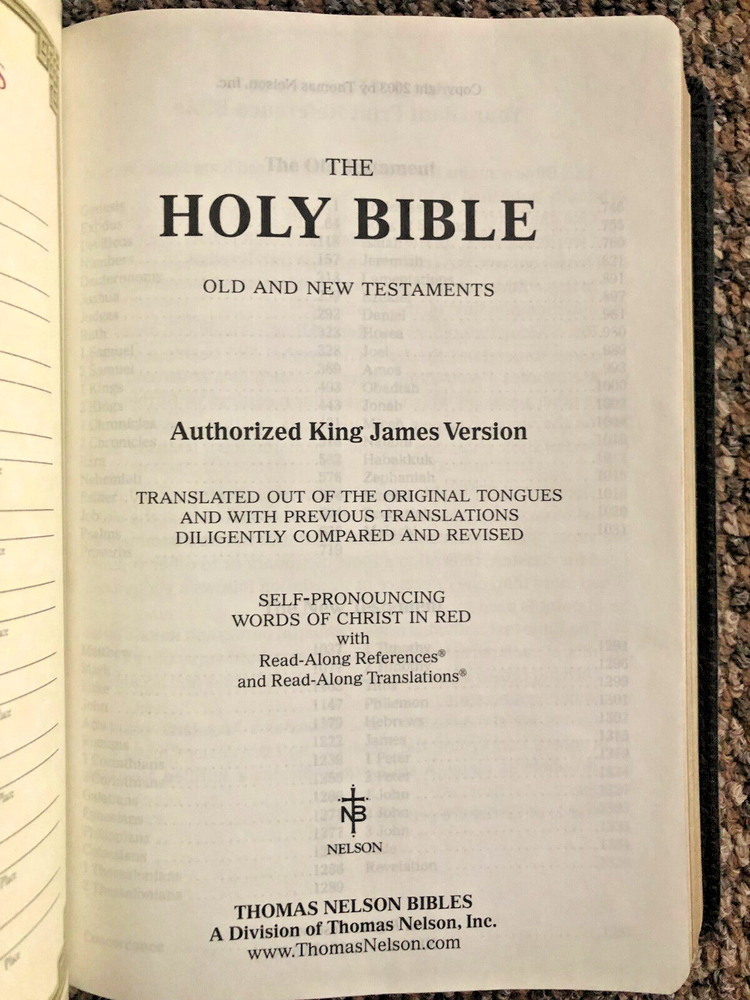 THE
HOLY BIBLE
OLD AND NEW TESTAMENTS
Authorized King James Version
TRANSLATED OUT OF THE ORIGINAL TONGUES
AND WITH PREVIOUS TRANSLATIONS
DILIGENTLY COMPARED AND REVISED
SELF-PRONOUNCING
WORDS OF CHRIST IN RED
with
Read-Along References®
and Read-Along Translations®
NB
NELSON
THOMAS NELSON BIBLES
A Division of Thomas Nelson, Inc.
www.ThomasNelson.com